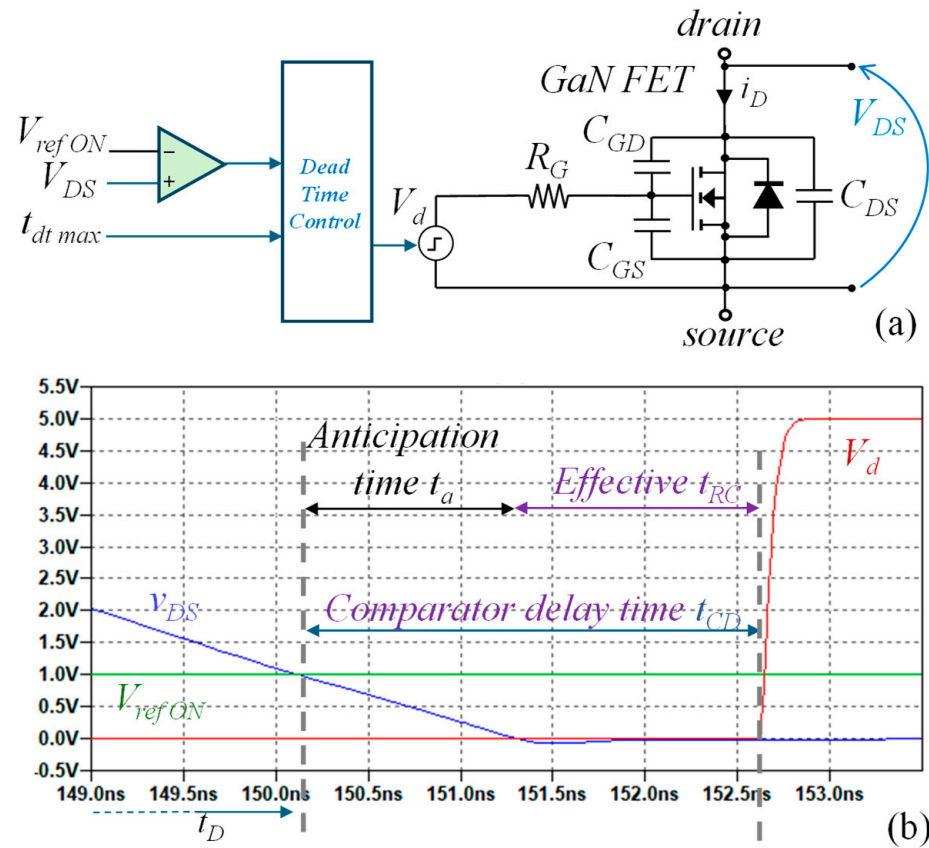 drain
GaN FET
i_D
V_DS
V_ref ON
V_DS
t_dt max
−
+
Dead
Time
Control
V_d
R_G
C_GD
C_GS
C_DS
source
(a)
5.5V
5.0V
4.5V
4.0V
3.5V
3.0V
2.5V
2.0V
1.5V
1.0V
0.5V
0.0V
-0.5V
Anticipation
time t_a
Effective t_RC
V_d
v_DS
Comparator delay time t_CD
V_ref ON
149.0ns 149.5ns 150.0ns 150.5ns 151.0ns 151.5ns 152.0ns 152.5ns 153.0ns
t_D
(b)